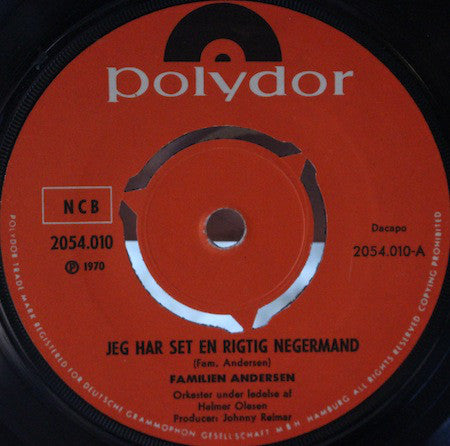 polydor
NCB
2054.010
Ⓟ 1970
Dacapo
2054.010-A
JEG HAR SET EN RIGTIG NEGERMAND
(Fam. Andersen)
FAMILIEN ANDERSEN
Orkester under ledelse af
Helmer Olesen
Producer: Johnny Reimar
POLYDOR TRADE MARK REGISTERED FOR DEUTSCHE GRAMMOPHON GESELLSCHAFT M·B·H HAMBURG ALL RIGHTS RESERVED COPYING PROHIBITED